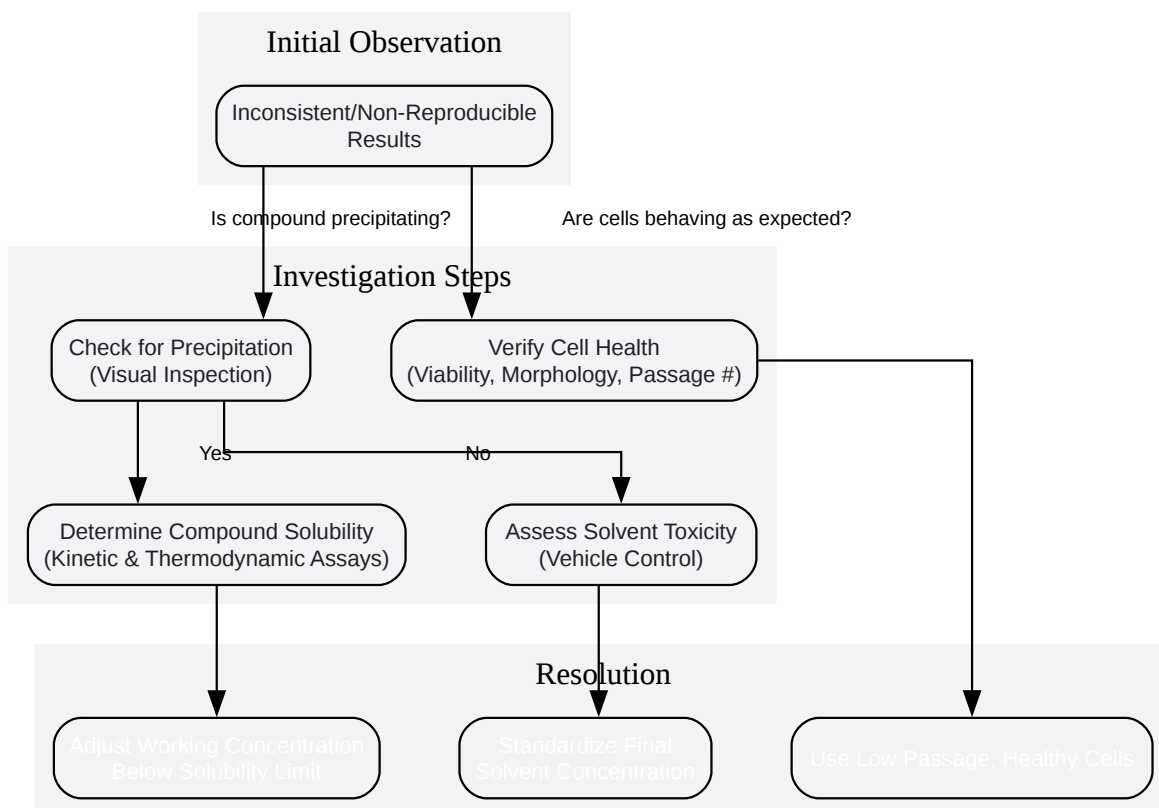 Initial Observation
Inconsistent/Non-Reproducible
Results
Is compound precipitating?
Are cells behaving as expected?
Investigation Steps
Check for Precipitation
(Visual Inspection)
Verify Cell Health
(Viability, Morphology, Passage #)
Yes
No
Determine Compound Solubility
(Kinetic & Thermodynamic Assays)
Assess Solvent Toxicity
(Vehicle Control)
Resolution
Adjust Working Concentration
Below Solubility Limit
Standardize Final
Solvent Concentration
Use Low Passage, Healthy Cells